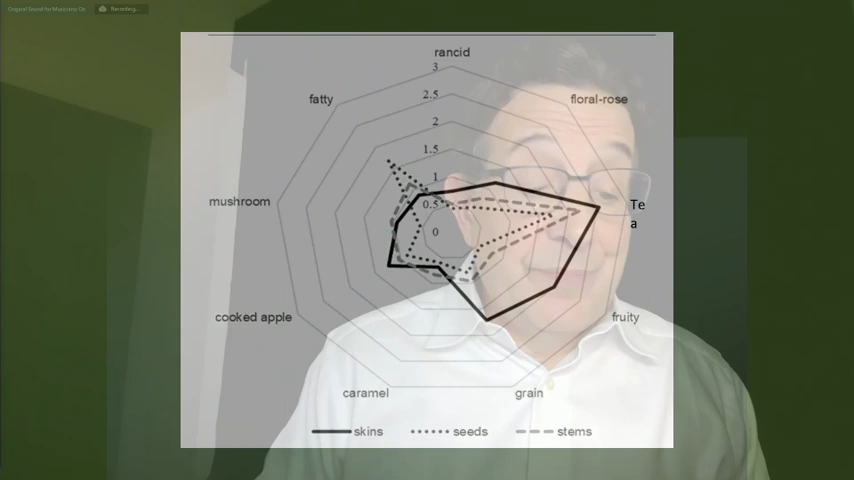 Original Sound for Musicians: On
Recording...
rancid
3
fatty
floral-rose
2.5
2
1.5
1
mushroom
0.5
Te
a
0
cooked apple
fruity
caramel
grain
skins seeds stems